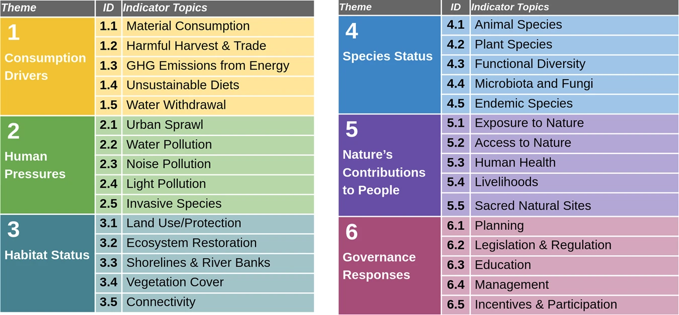 Theme ID Indicator Topics
1
Consumption
Drivers
1.1 Material Consumption
1.2 Harmful Harvest & Trade
1.3 GHG Emissions from Energy
1.4 Unsustainable Diets
1.5 Water Withdrawal
2
Human
Pressures
2.1 Urban Sprawl
2.2 Water Pollution
2.3 Noise Pollution
2.4 Light Pollution
2.5 Invasive Species
3
Habitat Status
3.1 Land Use/Protection
3.2 Ecosystem Restoration
3.3 Shorelines & River Banks
3.4 Vegetation Cover
3.5 Connectivity
Theme ID Indicator Topics
4
Species Status
4.1 Animal Species
4.2 Plant Species
4.3 Functional Diversity
4.4 Microbiota and Fungi
4.5 Endemic Species
5
Nature's
Contributions
to People
5.1 Exposure to Nature
5.2 Access to Nature
5.3 Human Health
5.4 Livelihoods
5.5 Sacred Natural Sites
6
Governance
Responses
6.1 Planning
6.2 Legislation & Regulation
6.3 Education
6.4 Management
6.5 Incentives & Participation